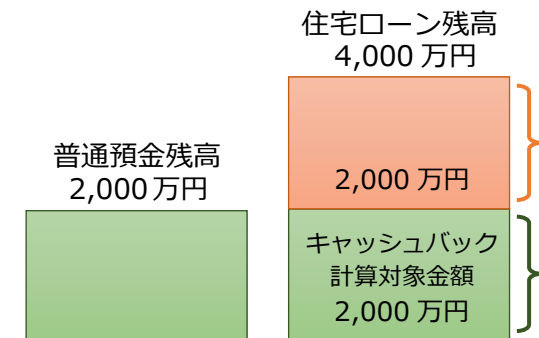 住宅ローン残高
4,000 万円
普通預金残高
2,000 万円
2,000 万円
キャッシュバック
計算対象金額
2,000 万円